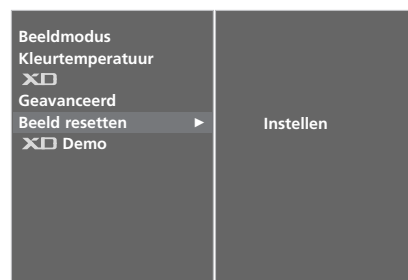 Beeldmodus
Kleurtemperatuur
XD
Geavanceerd
Beeld resetten ►
Instellen
XD Demo